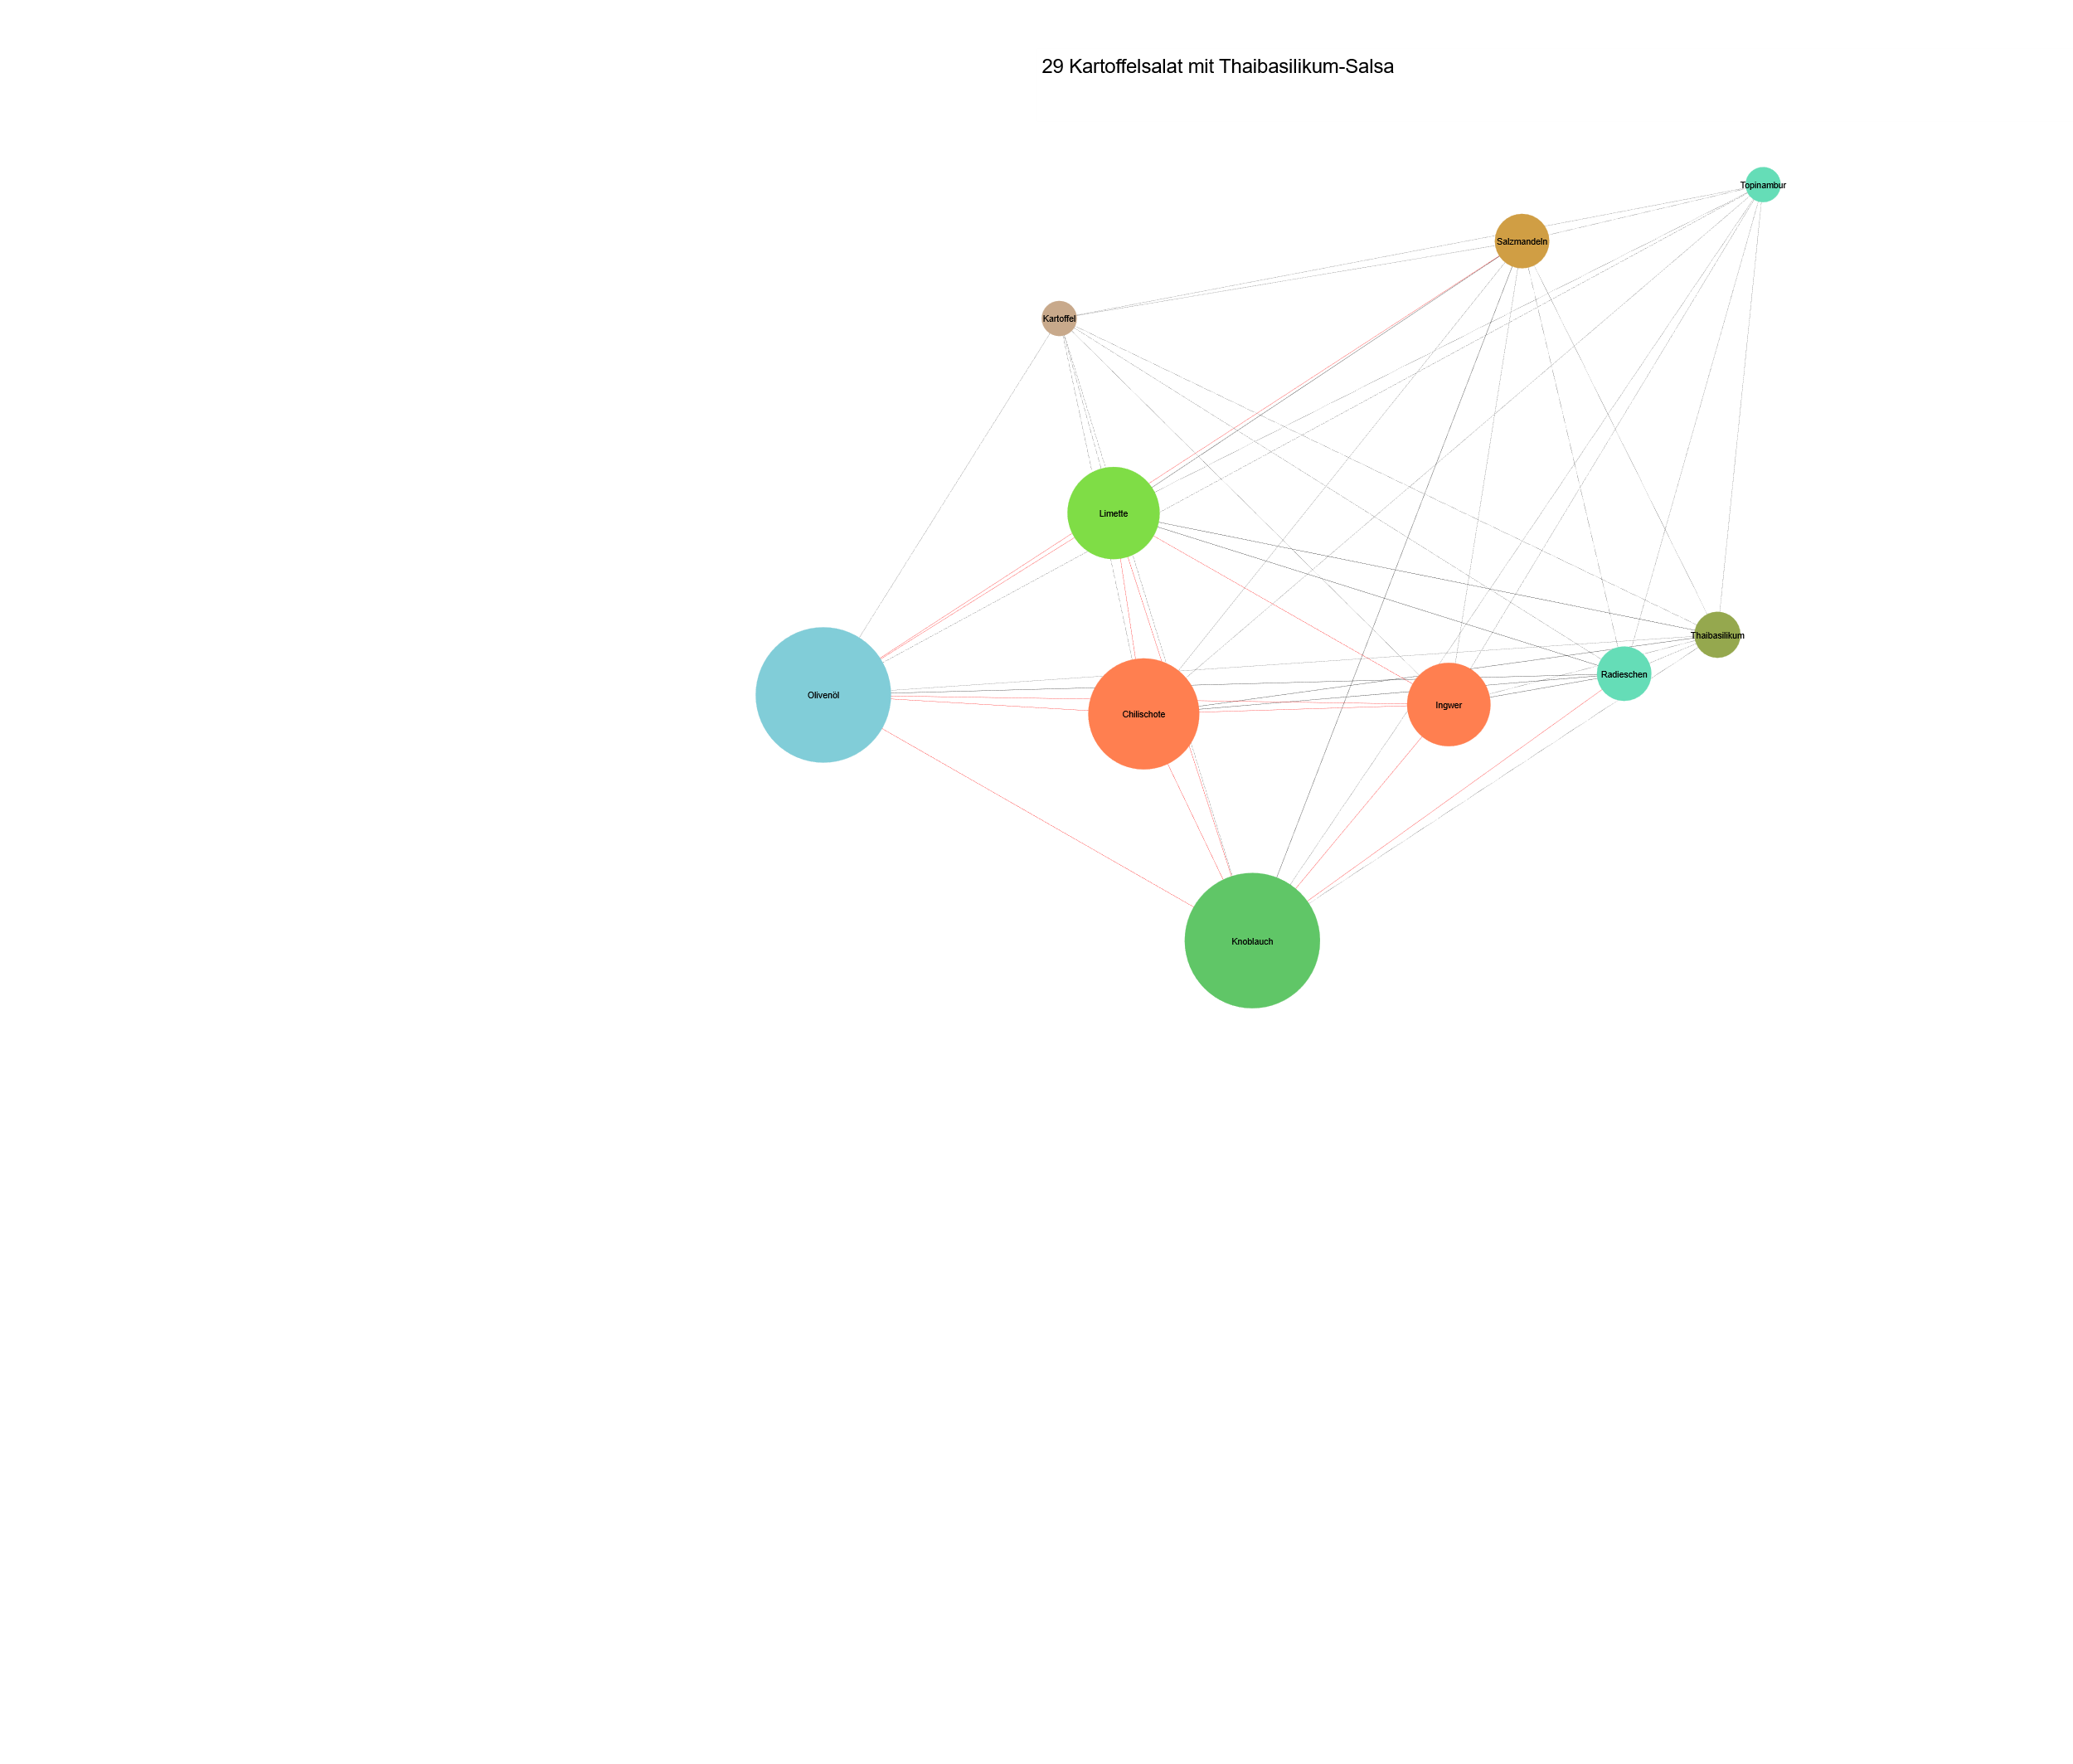 29 Kartoffelsalat mit Thaibasilikum-Salsa
Topinambur
Salzmandeln
Kartoffel
Limette
Thaibasilikum
Radieschen
Olivenöl
Ingwer
Chilischote
Knoblauch